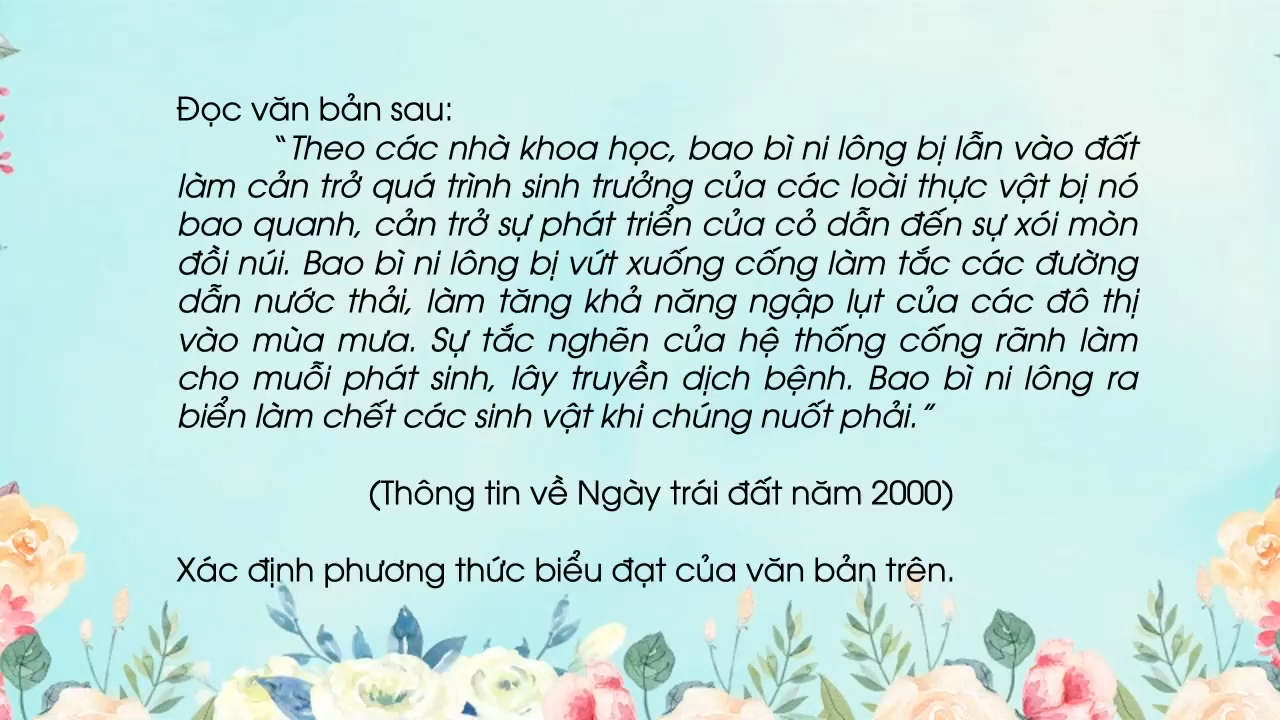 Đọc văn bản sau:
“Theo các nhà khoa học, bao bì ni lông bị lẫn vào đất
làm cản trở quá trình sinh trưởng của các loài thực vật bị nó
bao quanh, cản trở sự phát triển của cỏ dẫn đến sự xói mòn
đồi núi. Bao bì ni lông bị vứt xuống cống làm tắc các đường
dẫn nước thải, làm tăng khả năng ngập lụt của các đô thị
vào mùa mưa. Sự tắc nghẽn của hệ thống cống rãnh làm
cho muỗi phát sinh, lây truyền dịch bệnh. Bao bì ni lông ra
biển làm chết các sinh vật khi chúng nuốt phải.”
(Thông tin về Ngày trái đất năm 2000)
Xác định phương thức biểu đạt của văn bản trên.